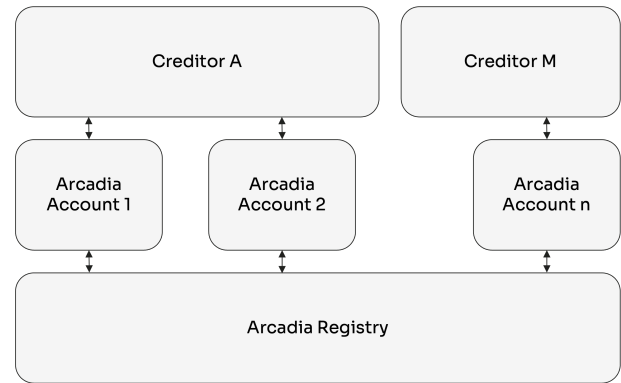 Creditor A
Creditor M
Arcadia
Account 1
Arcadia
Account 2
Arcadia
Account n
Arcadia Registry